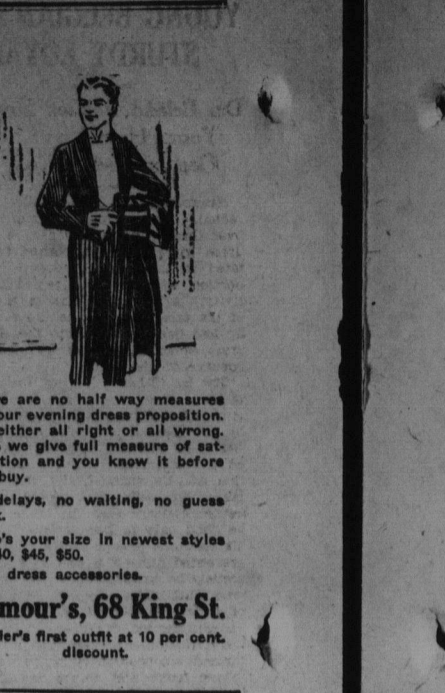 are no half way measures
our evening dress proposition.
either all right or all wrong.
we give full measure of sat-
tion and you know it before
buy.
delays, no waiting, no guess
's your size in newest styles
$45, $50.
dress accessories.
mour's, 68 King St.
er's first outfit at 10 per cent.
discount.